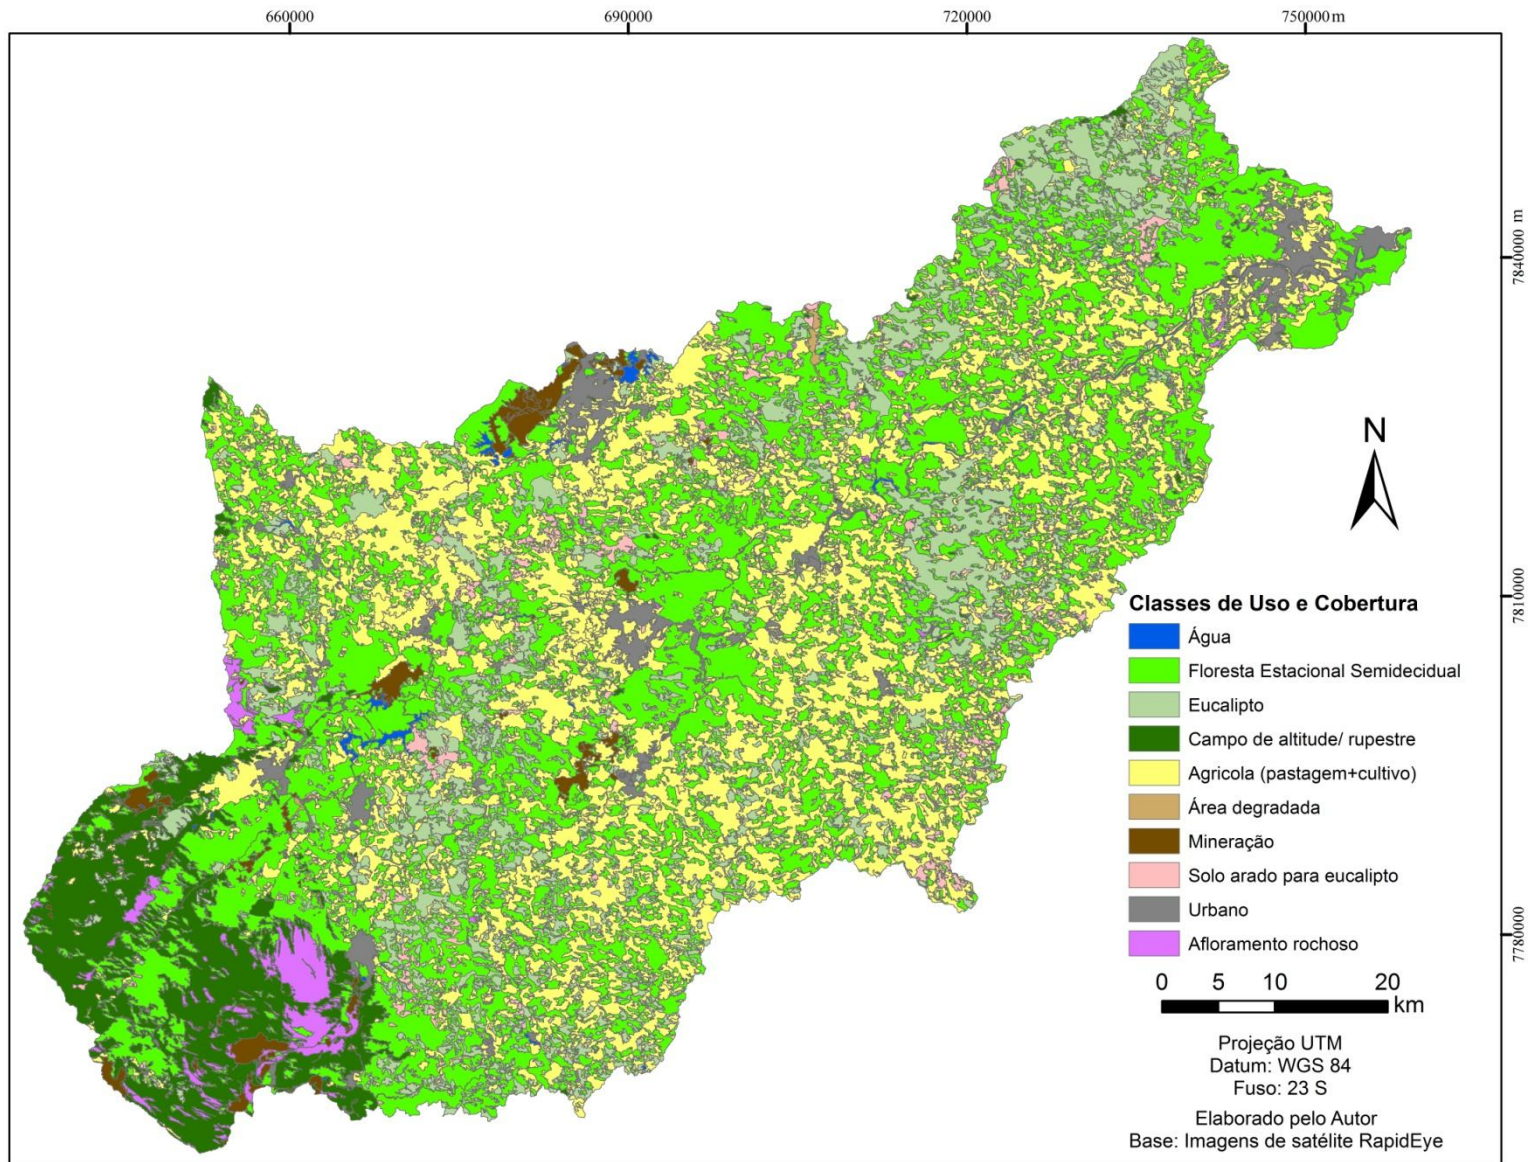 660000 690000 720000 750000 m
7840000 m
N
7810000
Classes de Uso e Cobertura
Água
Floresta Estacional Semidecidual
Eucalipto
Campo de altitude/ rupestre
Agricola (pastagem+cultivo)
Área degradada
Mineração
Solo arado para eucalipto
Urbano
Afloramento rochoso
7780000
0 5 10 20
km
Projeção UTM
Datum: WGS 84
Fuso: 23 S
Elaborado pelo Autor
Base: Imagens de satélite RapidEye